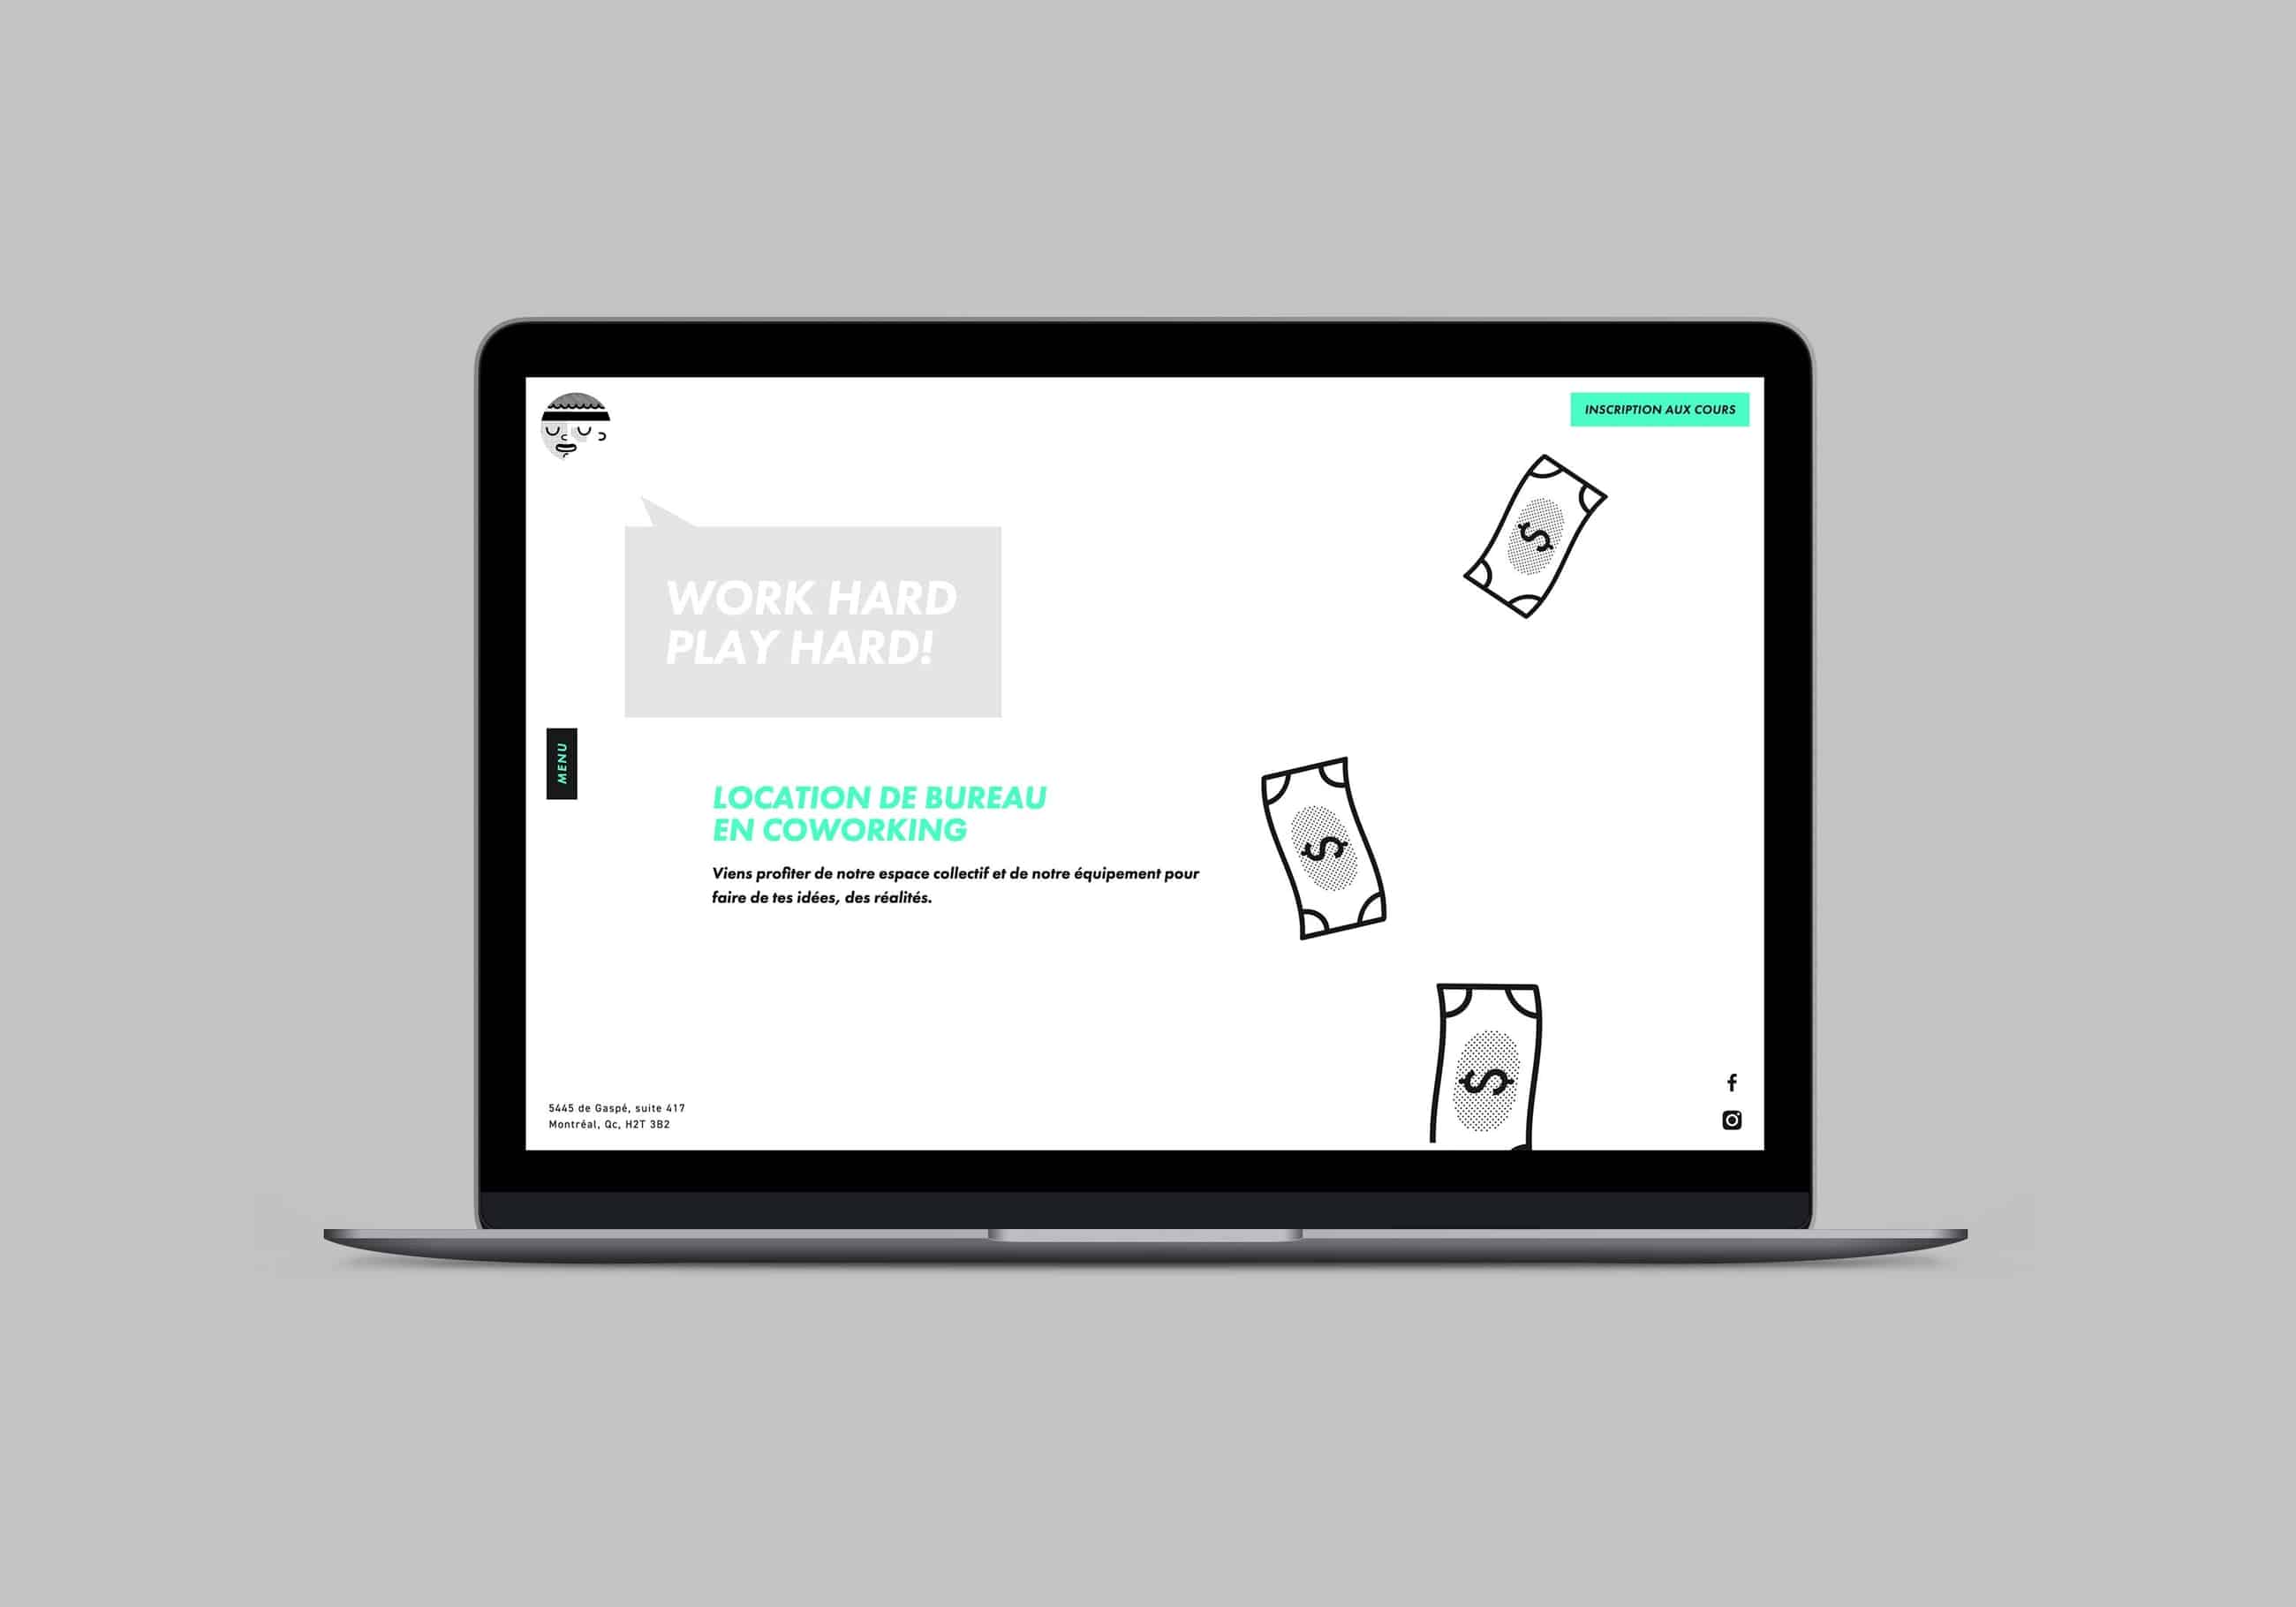 INSCRIPTION AUX COURS
WORK HARD
PLAY HARD!
MENU
LOCATION DE BUREAU
EN COWORKING
Viens profiter de notre espace collectif et de notre équipement pour
faire de tes idées, des réalités.
$
$
$
5445 de Gaspé, suite 417
Montréal, Qc, H2T 3B2